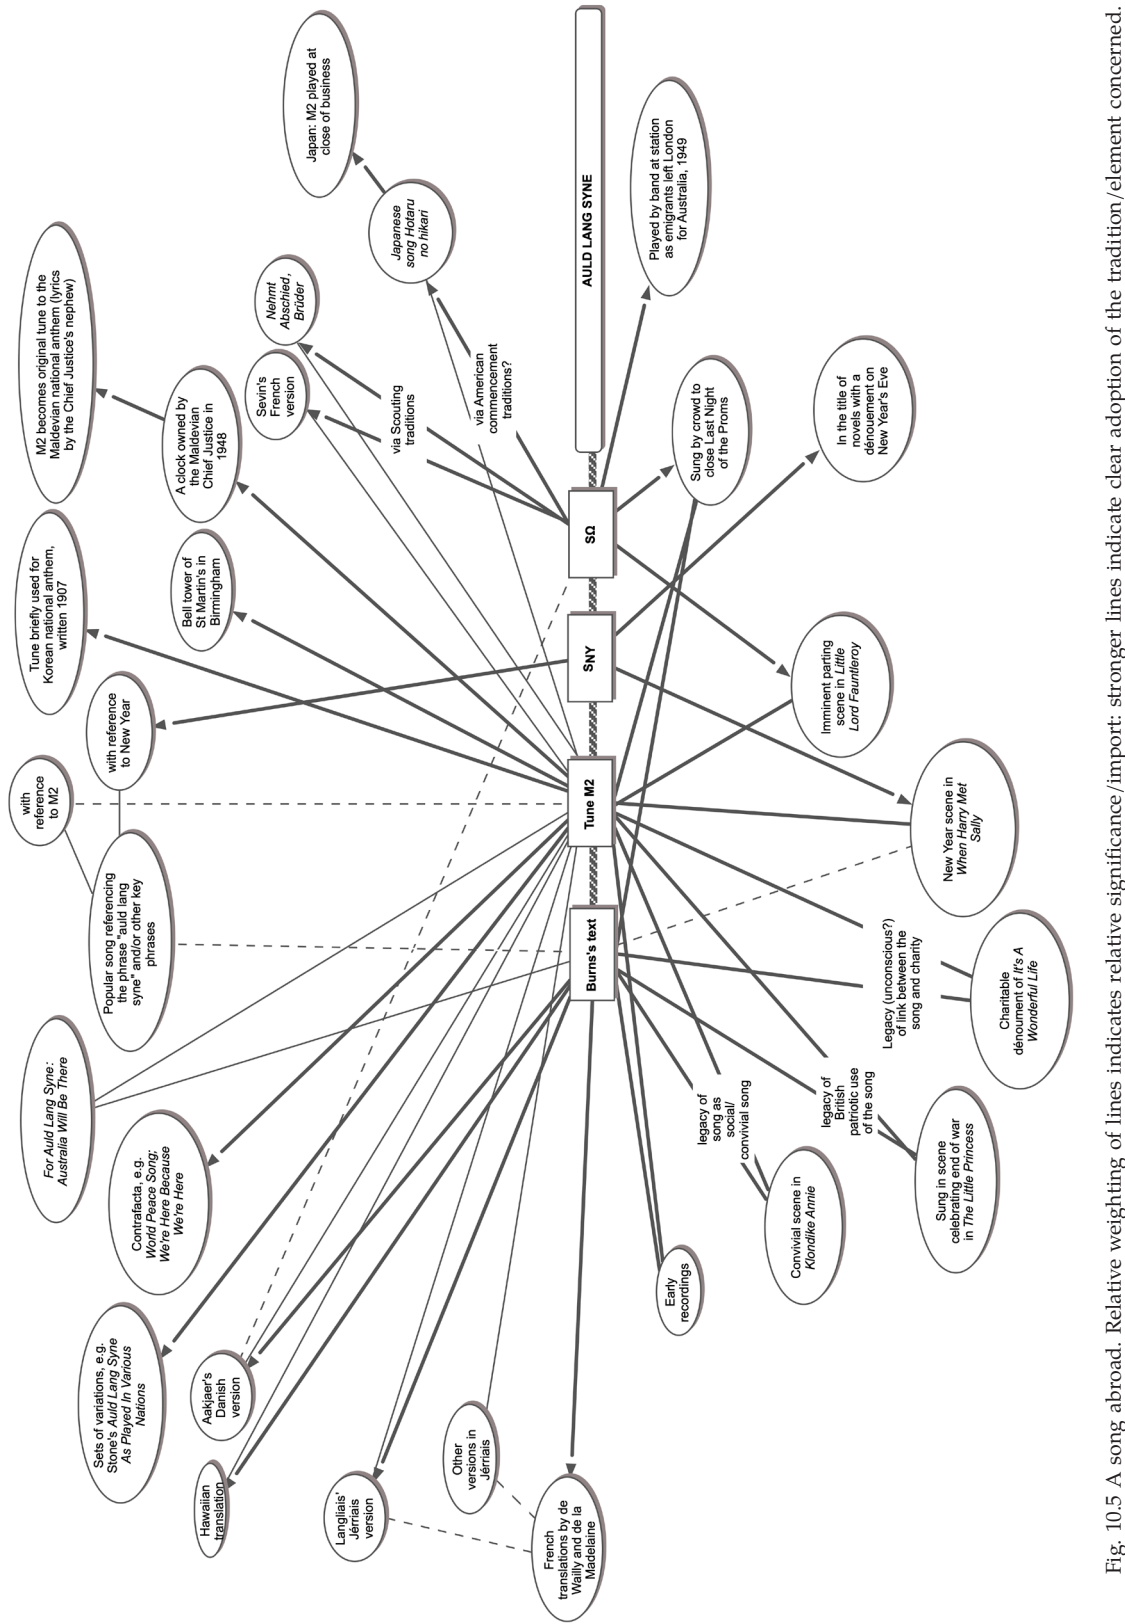 For Auld Lang Syne:
Australia Will Be There
with
reference
to M2
Tune briefly used for
Korean national anthem,
written 1907
M2 becomes original tune to the
Maldevian national anthem (lyrics
by the Chief Justice's nephew)
Sets of variations, e.g.
Stone's Auld Lang Syne
As Played In Various
Nations
Contrafacta, e.g.
World Peace Song;
We're Here Because
We're Here
Popular song referencing
the phrase "auld lang
syne" and/or other key
phrases
with reference
to New Year
Bell tower of
St Martin's in
Birmingham
A clock owned by
the Maldevian
Chief Justice in
1948
Hawaiian
translation
Aakjaer's
Danish
version
Sevin's
French
version
Nehmt
Abschied,
Brüder
Japan: M2 played at
close of business
Langliais'
Jérriais
version
via Scouting
traditions
Japanese
song Hotaru
no hikari
Other
versions in
Jérriais
via American
commencement
traditions?
French
translations by de
Wailly and de la
Madelaine
Burns's text
Tune M2
SNY
SΩ
AULD LANG SYNE
Early
recordings
Played by band at station
as emigrants left London
for Australia, 1949
legacy of
song as
social/
convivial song
Sung by crowd to
close Last Night
of the Proms
Convivial scene in
Klondike Annie
legacy of
British
patriotic use
of the song
Imminent parting
scene in Little
Lord Fauntleroy
In the title of
novels with a
dénouement on
New Year's Eve
Legacy (unconscious?)
of link between the
song and charity
Sung in scene
celebrating end of war
in The Little Princess
New Year scene in
When Harry Met
Sally
Charitable
dénoument of It's A
Wonderful Life
Fig. 10.5 A song abroad. Relative weighting of lines indicates relative significance/import: stronger lines indicate clear adoption of the tradition/element concerned.